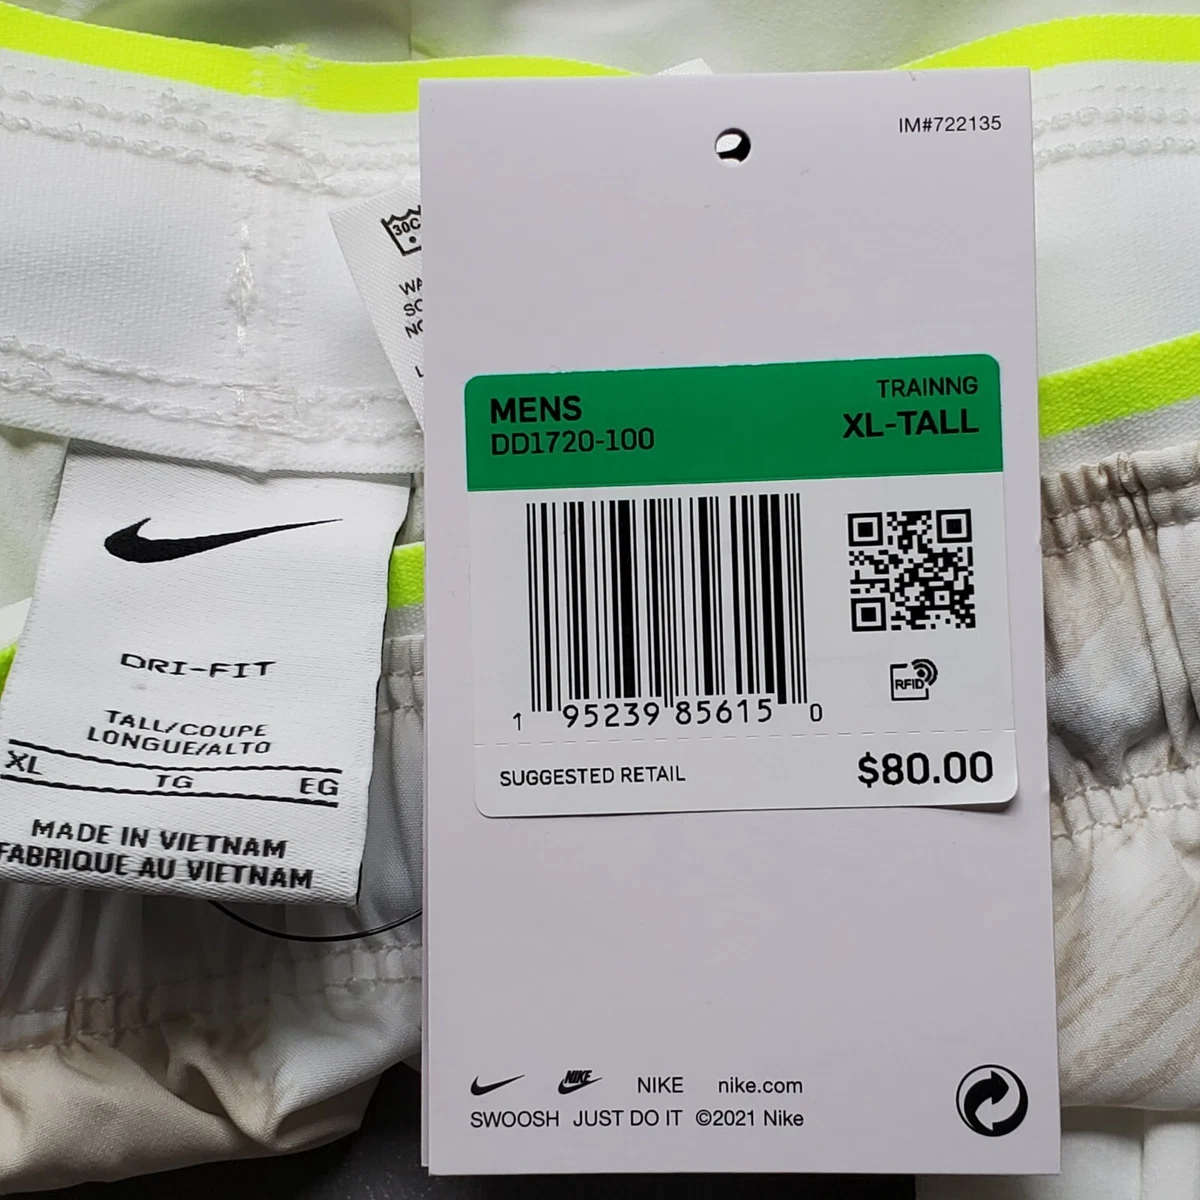 IM#722135
30C
MENS
TRAINNG
DD1720-100
XL-TALL
1 95239 85615 0
RFID
SUGGESTED RETAIL
$80.00
NIKE NIKE nike.com
SWOOSH JUST DO IT ©2021 Nike
DRI-FIT
TALL/COUPE
LONGUE/ALTO
XL TG EG
MADE IN VIETNAM
FABRIQUE AU VIETNAM